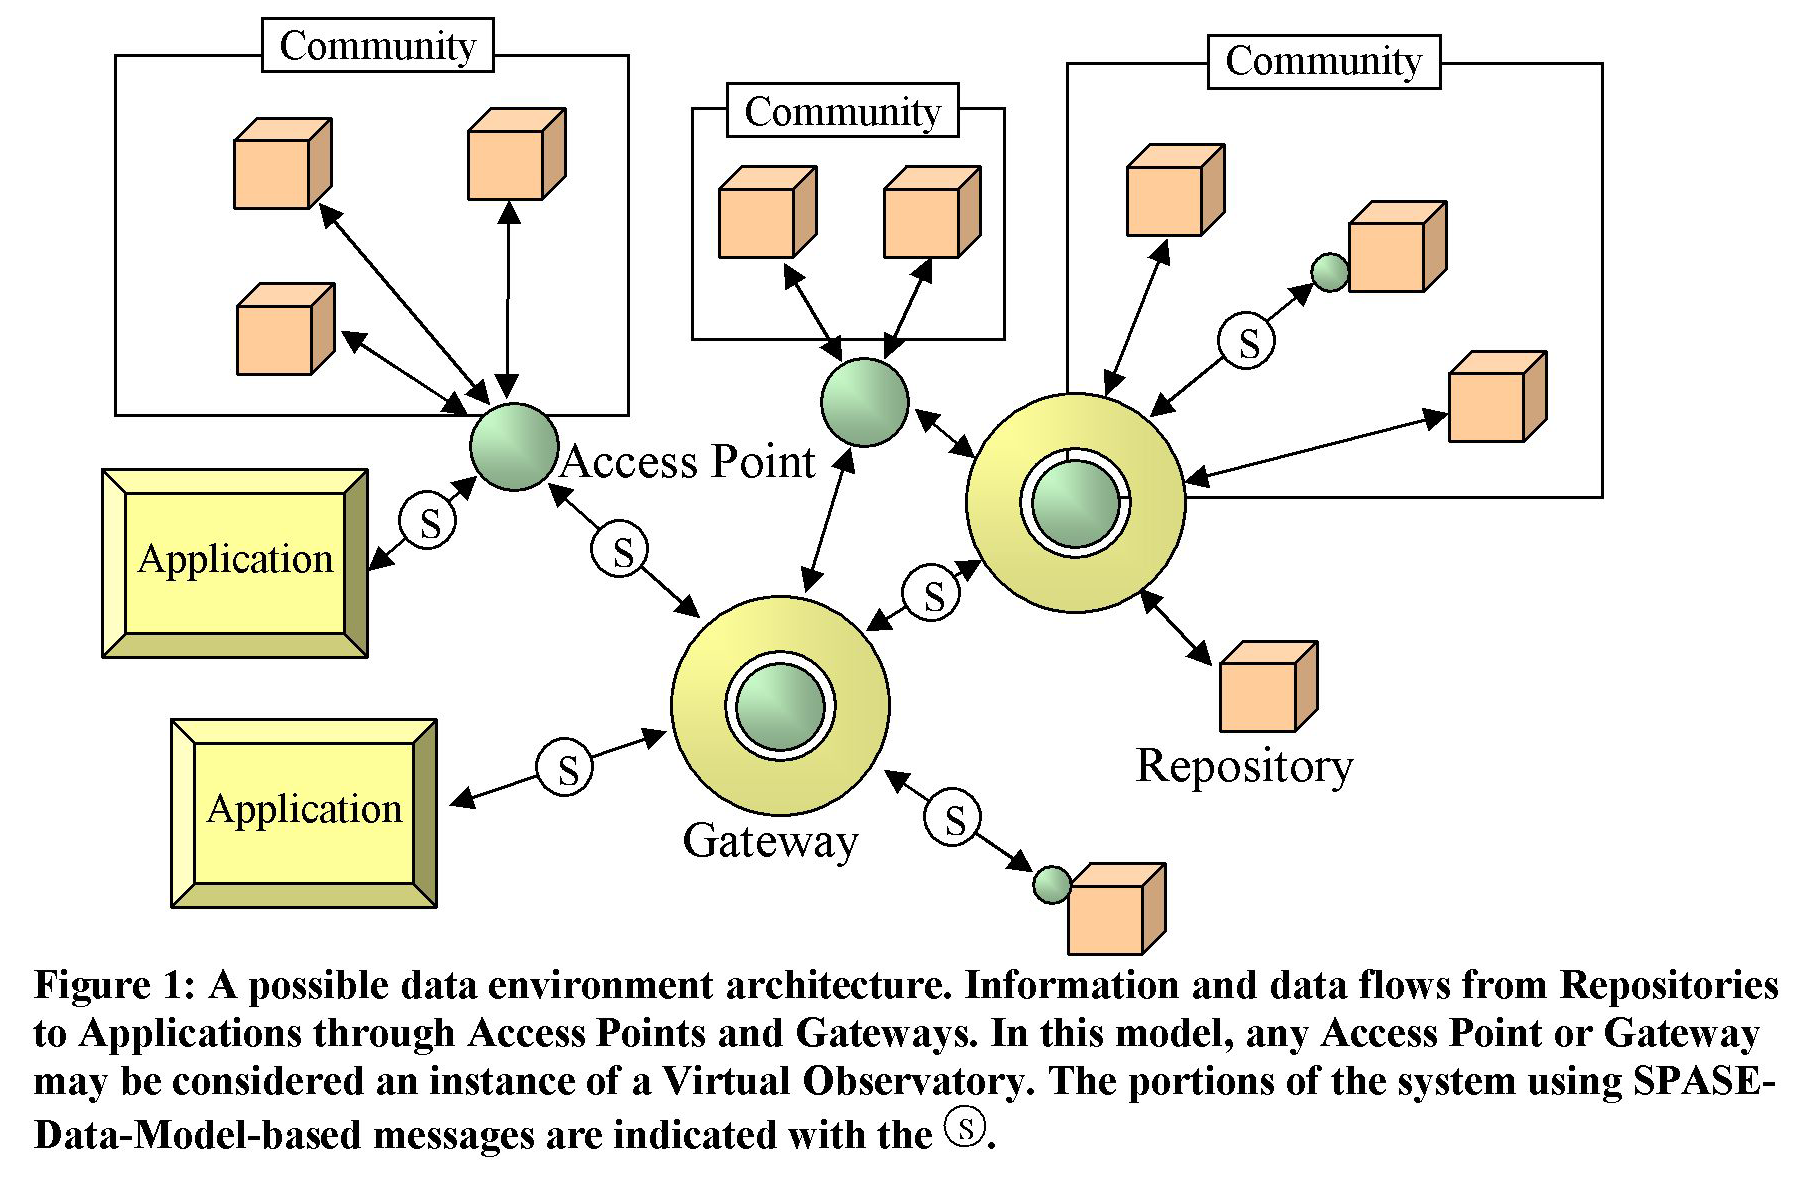 Community
Community
Community
S
Access Point
S
Application
S
S
Repository
S
Application
S
Gateway
Figure 1: A possible data environment architecture. Information and data flows from Repositories
to Applications through Access Points and Gateways. In this model, any Access Point or Gateway
may be considered an instance of a Virtual Observatory. The portions of the system using SPASE-
Data-Model-based messages are indicated with the Ⓢ.